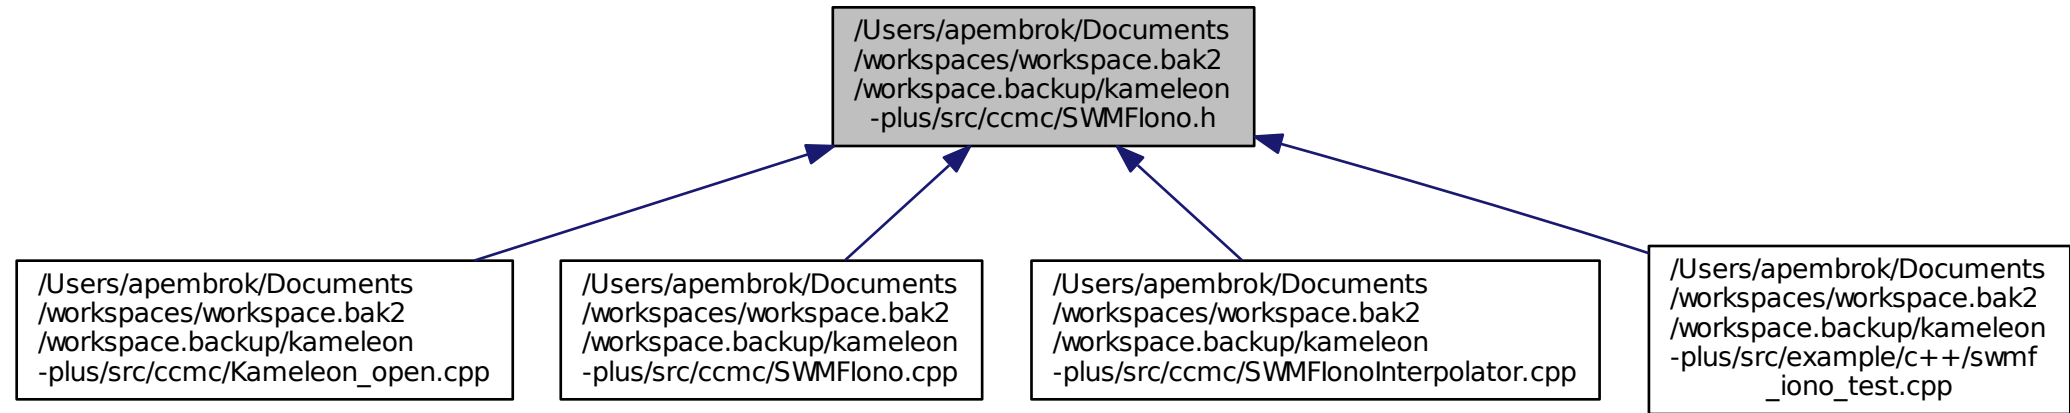 /Users/apembrok/Documents
/workspaces/workspace.bak2
/workspace.backup/kameleon
-plus/src/ccmc/SWMFIono.h
/Users/apembrok/Documents
/workspaces/workspace.bak2
/workspace.backup/kameleon
-plus/src/ccmc/Kameleon_open.cpp
/Users/apembrok/Documents
/workspaces/workspace.bak2
/workspace.backup/kameleon
-plus/src/ccmc/SWMFIono.cpp
/Users/apembrok/Documents
/workspaces/workspace.bak2
/workspace.backup/kameleon
-plus/src/ccmc/SWMFIonoInterpolator.cpp
/Users/apembrok/Documents
/workspaces/workspace.bak2
/workspace.backup/kameleon
-plus/src/example/c++/swmf
_iono_test.cpp